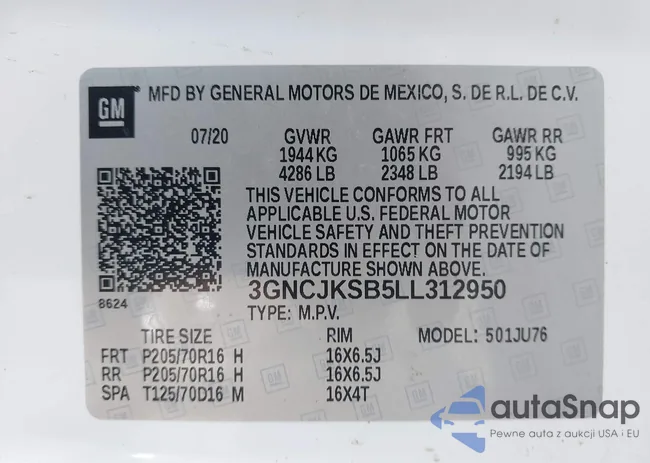 GM MFD BY GENERAL MOTORS DE MEXICO, S. DE R.L. DE C.V.
07/20 GVWR GAWR FRT GAWR RR
1944 KG 1065 KG 995 KG
4286 LB 2348 LB 2194 LB
THIS VEHICLE CONFORMS TO ALL
APPLICABLE U.S. FEDERAL MOTOR
VEHICLE SAFETY AND THEFT PREVENTION
STANDARDS IN EFFECT ON THE DATE OF
MANUFACTURE SHOWN ABOVE.
8624 3GNCJKSB5LL312950
TYPE: M.P.V.
TIRE SIZE RIM MODEL: 501JU76
FRT P205/70R16 H 16X6.5J
RR P205/70R16 H 16X6.5J
SPA T125/70D16 M 16X4T
autaSnap
Pewne auta z aukcji USA i EU